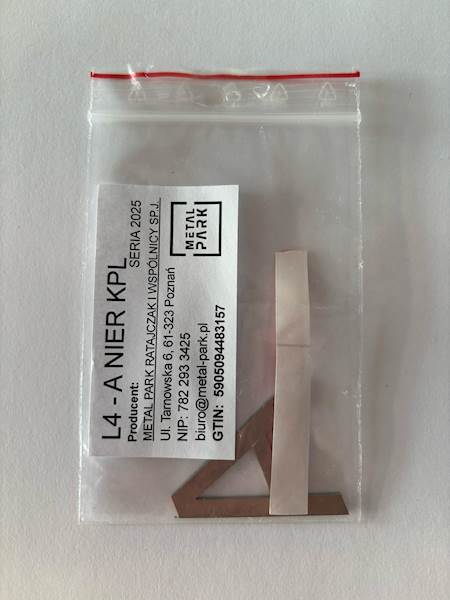 L4 - A NIER KPL
SERIA 2025
Producent:
METAL PARK RATAJCZAK I WSPÓLNICY SP.J.
Ul. Tarnowska 6, 61-323 Poznań
NIP: 782 293 3425
biuro@metal-park.pl
GTIN: 5905094483157
METAL
PARK